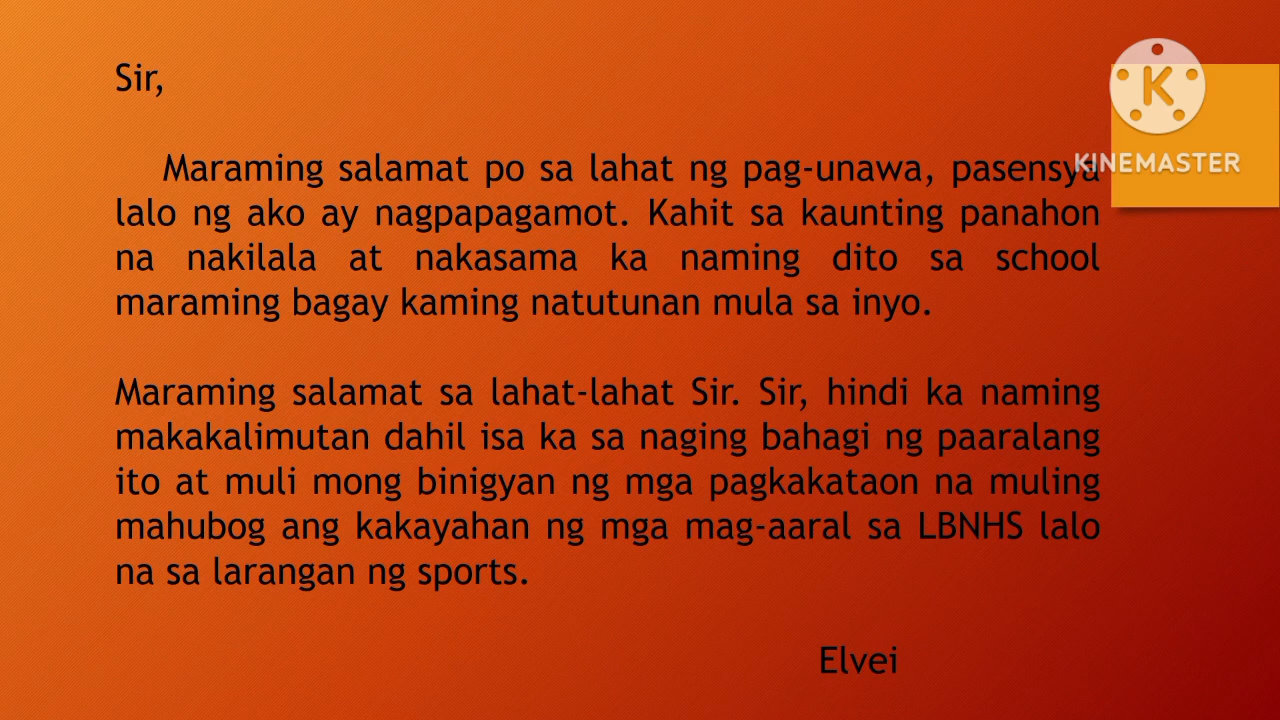 Sir,
Maraming salamat po sa lahat ng pag-unawa, pasensya
lalo ng ako ay nagpapagamot. Kahit sa kaunting panahon
na nakilala at nakasama ka naming dito sa school
maraming bagay kaming natutunan mula sa inyo.
Maraming salamat sa lahat-lahat Sir. Sir, hindi ka naming
makakalimutan dahil isa ka sa naging bahagi ng paaralang
ito at muli mong binigyan ng mga pagkakataon na muling
mahubog ang kakayahan ng mga mag-aaral sa LBNHS lalo
na sa larangan ng sports.
Elvei
K
KINEMASTER